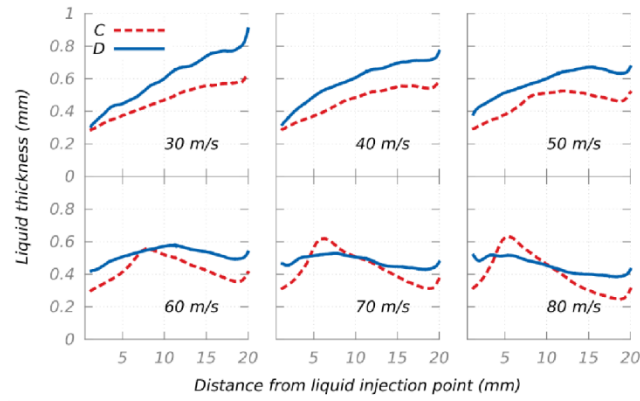 1
0.8
0.6
0.4
0.2
0
C
D
30 m/s
40 m/s
50 m/s
Liquid thickness (mm)
0.8
0.6
0.4
0.2
0
60 m/s
70 m/s
80 m/s
5 10 15 20
5 10 15 20
5 10 15 20
Distance from liquid injection point (mm)